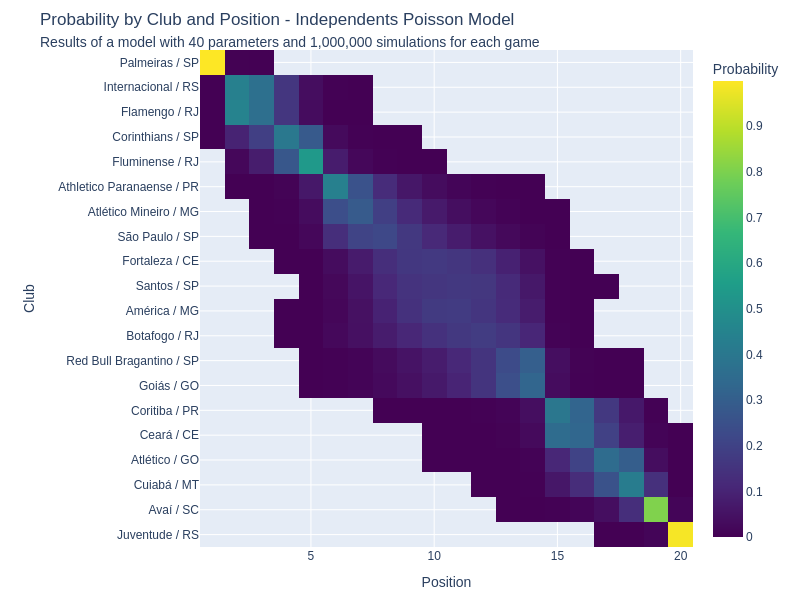 Probability by Club and Position - Independents Poisson Model
Results of a model with 40 parameters and 1,000,000 simulations for each game
Probability
Palmeiras / SP
Internacional / RS
Flamengo / RJ
Corinthians / SP
Fluminense / RJ
Athletico Paranaense / PR
Atlético Mineiro / MG
São Paulo / SP
Fortaleza / CE
Santos / SP
América / MG
Botafogo / RJ
Red Bull Bragantino / SP
Goiás / GO
Coritiba / PR
Ceará / CE
Atlético / GO
Cuiabá / MT
Avaí / SC
Juventude / RS
Club
5
10
15
20
Position
0.9
0.8
0.7
0.6
0.5
0.4
0.3
0.2
0.1
0